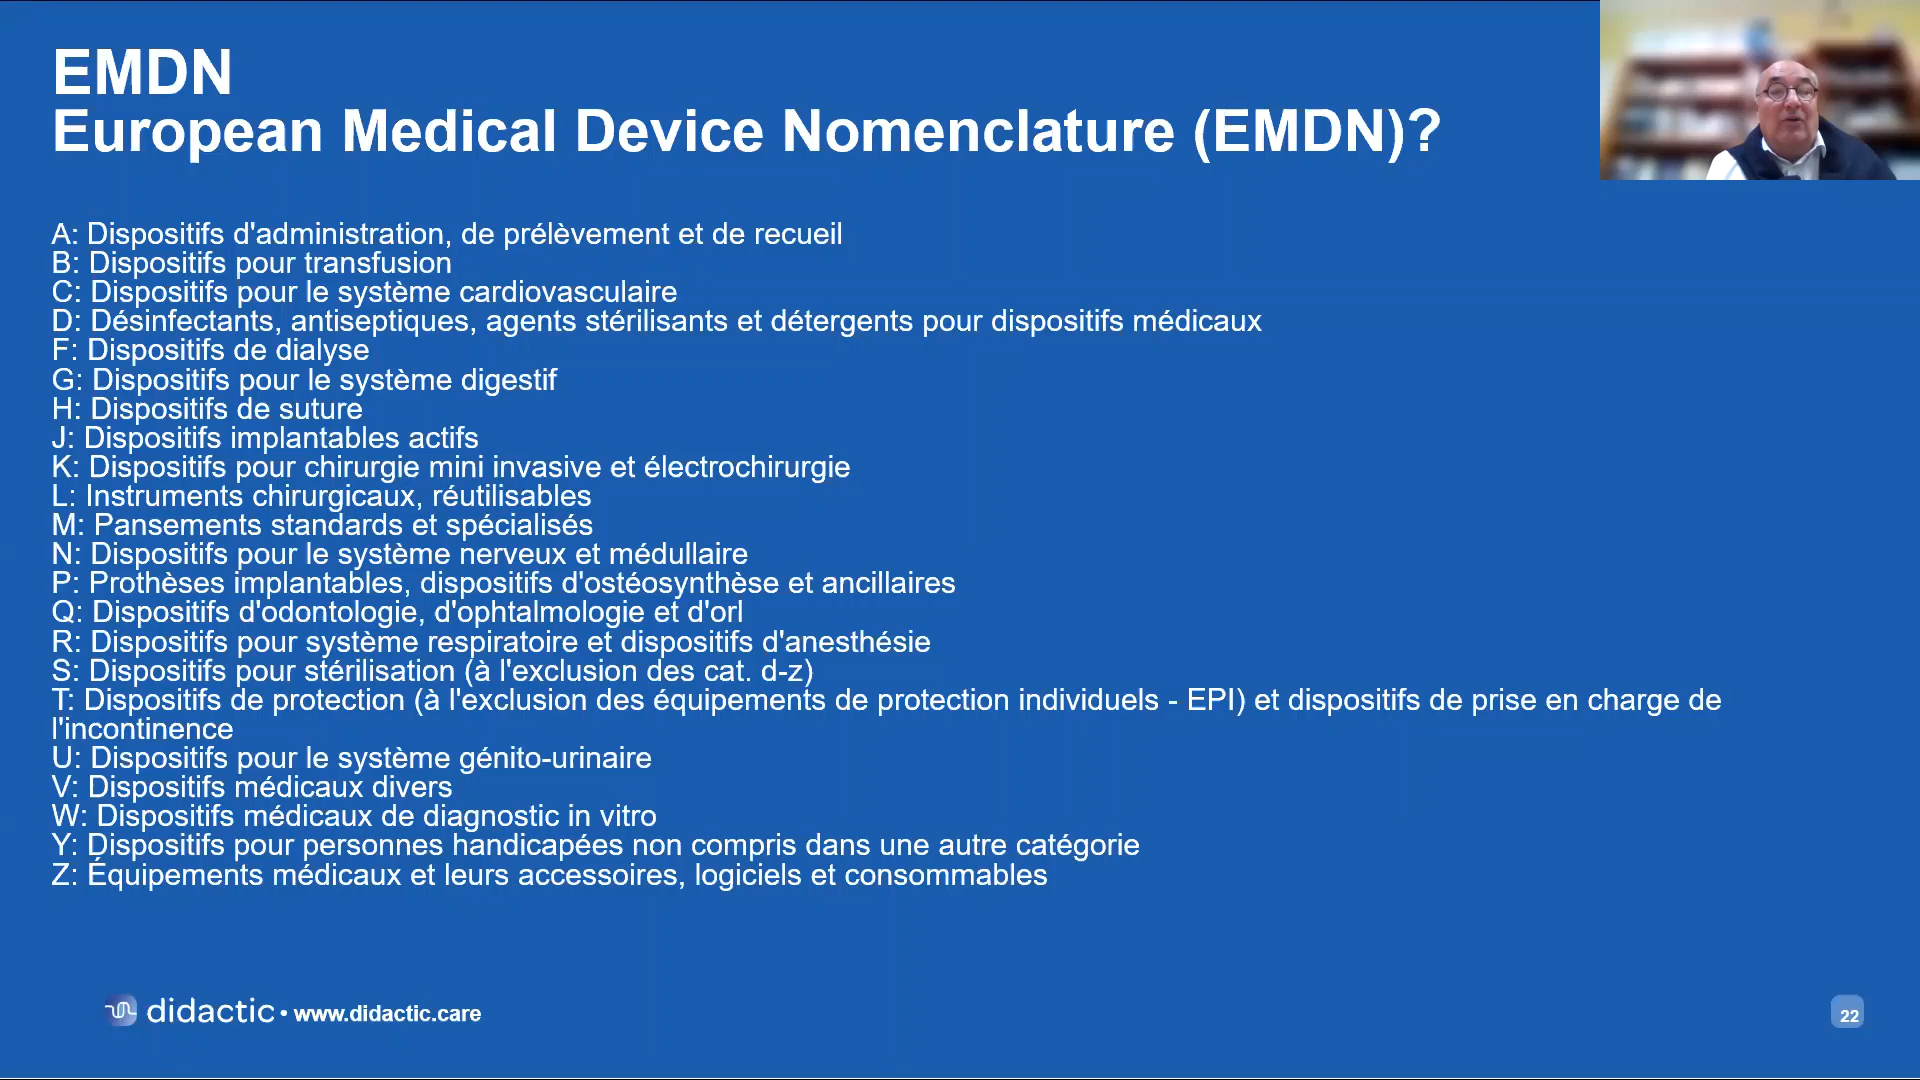 EMDN
European Medical Device Nomenclature (EMDN)?
A: Dispositifs d'administration, de prélèvement et de recueil
B: Dispositifs pour transfusion
C: Dispositifs pour le système cardiovasculaire
D: Désinfectants, antiseptiques, agents stérilisants et détergents pour dispositifs médicaux
F: Dispositifs de dialyse
G: Dispositifs pour le système digestif
H: Dispositifs de suture
J: Dispositifs implantables actifs
K: Dispositifs pour chirurgie mini invasive et électrochirurgie
L: Instruments chirurgicaux, réutilisables
M: Pansements standards et spécialisés
N: Dispositifs pour le système nerveux et médullaire
P: Prothèses implantables, dispositifs d'ostéosynthèse et ancillaires
Q: Dispositifs d'odontologie, d'ophtalmologie et d'orl
R: Dispositifs pour système respiratoire et dispositifs d'anesthésie
S: Dispositifs pour stérilisation (à l'exclusion des cat. d-z)
T: Dispositifs de protection (à l'exclusion des équipements de protection individuels - EPI) et dispositifs de prise en charge de
l'incontinence
U: Dispositifs pour le système génito-urinaire
V: Dispositifs médicaux divers
W: Dispositifs médicaux de diagnostic in vitro
Y: Dispositifs pour personnes handicapées non compris dans une autre catégorie
Z: Équipements médicaux et leurs accessoires, logiciels et consommables
didactic • www.didactic.care
22